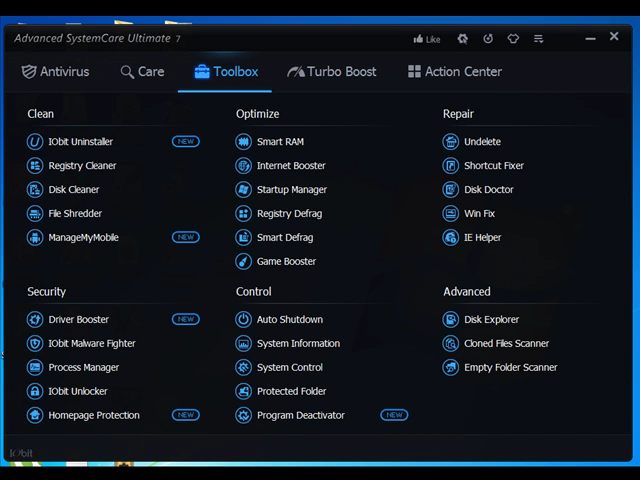 Advanced SystemCare Ultimate 7
Like
Antivirus
Care
Toolbox
Turbo Boost
Action Center
Clean
IObit Uninstaller NEW
Registry Cleaner
Disk Cleaner
File Shredder
ManageMyMobile NEW
Optimize
Smart RAM
Internet Booster
Startup Manager
Registry Defrag
Smart Defrag
Game Booster
Repair
Undelete
Shortcut Fixer
Disk Doctor
Win Fix
IE Helper
Security
Driver Booster NEW
IObit Malware Fighter
Process Manager
IObit Unlocker
Homepage Protection NEW
Control
Auto Shutdown
System Information
System Control
Protected Folder
Program Deactivator NEW
Advanced
Disk Explorer
Cloned Files Scanner
Empty Folder Scanner
IObit